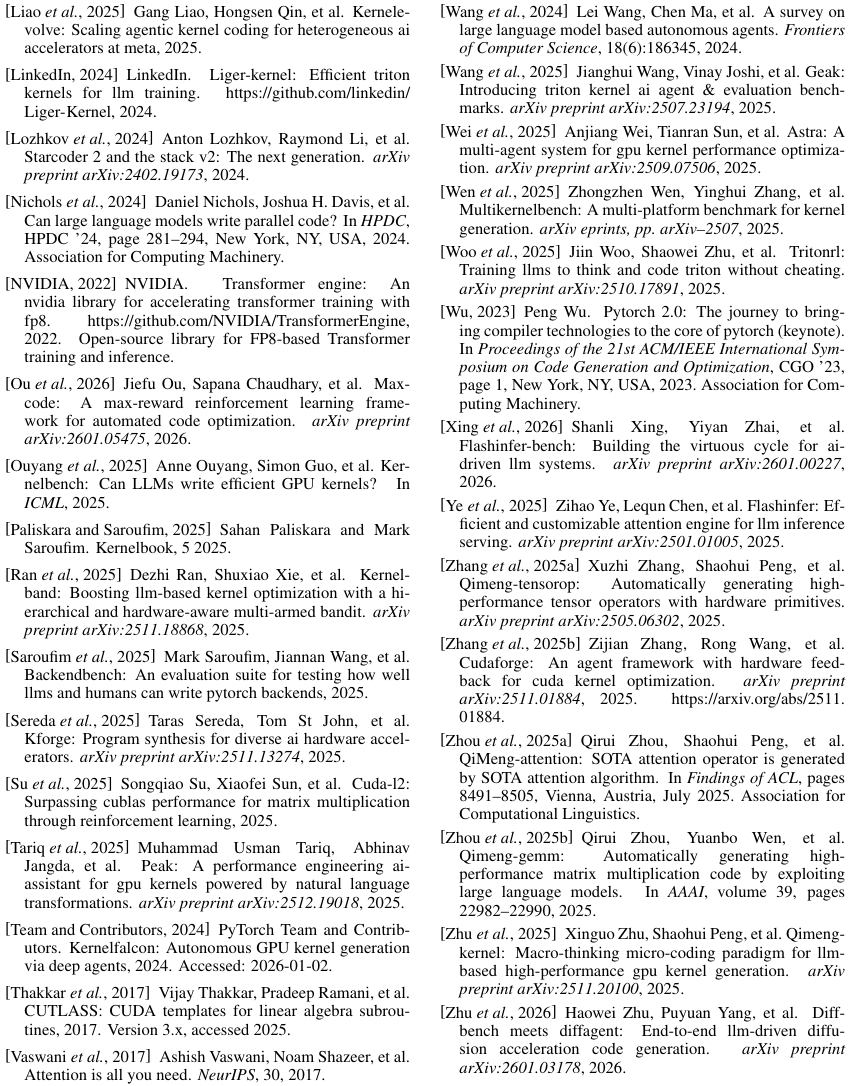 [Liao et al., 2025] Gang Liao, Hongsen Qin, et al. Kernele-
volve: Scaling agentic kernel coding for heterogeneous ai
accelerators at meta, 2025.
[LinkedIn, 2024] LinkedIn. Liger-kernel: Efficient triton
kernels for llm training. https://github.com/linkedin/
Liger-Kernel, 2024.
[Lozhkov et al., 2024] Anton Lozhkov, Raymond Li, et al.
Starcoder 2 and the stack v2: The next generation. arXiv
preprint arXiv:2402.19173, 2024.
[Nichols et al., 2024] Daniel Nichols, Joshua H. Davis, et al.
Can large language models write parallel code? In HPDC,
HPDC '24, page 281–294, New York, NY, USA, 2024.
Association for Computing Machinery.
[NVIDIA, 2022] NVIDIA. Transformer engine: An
nvidia library for accelerating transformer training with
fp8. https://github.com/NVIDIA/TransformerEngine,
2022. Open-source library for FP8-based Transformer
training and inference.
[Ou et al., 2026] Jiefu Ou, Sapana Chaudhary, et al. Max-
code: A max-reward reinforcement learning frame-
work for automated code optimization. arXiv preprint
arXiv:2601.05475, 2026.
[Ouyang et al., 2025] Anne Ouyang, Simon Guo, et al. Ker-
nelbench: Can LLMs write efficient GPU kernels? In
ICML, 2025.
[Paliskara and Saroufim, 2025] Sahan Paliskara and Mark
Saroufim. Kernelbook, 5 2025.
[Ran et al., 2025] Dezhi Ran, Shuxiao Xie, et al. Kernel-
band: Boosting llm-based kernel optimization with a hi-
erarchical and hardware-aware multi-armed bandit. arXiv
preprint arXiv:2511.18868, 2025.
[Saroufim et al., 2025] Mark Saroufim, Jiannan Wang, et al.
Backendbench: An evaluation suite for testing how well
llms and humans can write pytorch backends, 2025.
[Sereda et al., 2025] Taras Sereda, Tom St John, et al.
Kforge: Program synthesis for diverse ai hardware accel-
erators. arXiv preprint arXiv:2511.13274, 2025.
[Su et al., 2025] Songqiao Su, Xiaofei Sun, et al. Cuda-l2:
Surpassing cublas performance for matrix multiplication
through reinforcement learning, 2025.
[Tariq et al., 2025] Muhammad Usman Tariq, Abhinav
Jangda, et al. Peak: A performance engineering ai-
assistant for gpu kernels powered by natural language
transformations. arXiv preprint arXiv:2512.19018, 2025.
[Team and Contributors, 2024] PyTorch Team and Contrib-
utors. Kernelfalcon: Autonomous GPU kernel generation
via deep agents, 2024. Accessed: 2026-01-02.
[Thakkar et al., 2017] Vijay Thakkar, Pradeep Ramani, et al.
CUTLASS: CUDA templates for linear algebra subrou-
tines, 2017. Version 3.x, accessed 2025.
[Vaswani et al., 2017] Ashish Vaswani, Noam Shazeer, et al.
Attention is all you need. NeurIPS, 30, 2017.
[Wang et al., 2024] Lei Wang, Chen Ma, et al. A survey on
large language model based autonomous agents. Frontiers
of Computer Science, 18(6):186345, 2024.
[Wang et al., 2025] Jianghui Wang, Vinay Joshi, et al. Geak:
Introducing triton kernel ai agent & evaluation bench-
marks. arXiv preprint arXiv:2507.23194, 2025.
[Wei et al., 2025] Anjiang Wei, Tianran Sun, et al. Astra: A
multi-agent system for gpu kernel performance optimiza-
tion. arXiv preprint arXiv:2509.07506, 2025.
[Wen et al., 2025] Zhongzhen Wen, Yinghui Zhang, et al.
Multikernelbench: A multi-platform benchmark for kernel
generation. arXiv eprints, pp. arXiv–2507, 2025.
[Woo et al., 2025] Jiin Woo, Shaowei Zhu, et al. Tritonrl:
Training llms to think and code triton without cheating.
arXiv preprint arXiv:2510.17891, 2025.
[Wu, 2023] Peng Wu. Pytorch 2.0: The journey to bring-
ing compiler technologies to the core of pytorch (keynote).
In Proceedings of the 21st ACM/IEEE International Sym-
posium on Code Generation and Optimization, CGO '23,
page 1, New York, NY, USA, 2023. Association for Com-
puting Machinery.
[Xing et al., 2026] Shanli Xing, Yiyan Zhai, et al.
Flashinfer-bench: Building the virtuous cycle for ai-
driven llm systems. arXiv preprint arXiv:2601.00227,
2026.
[Ye et al., 2025] Zihao Ye, Lequn Chen, et al. Flashinfer: Ef-
ficient and customizable attention engine for llm inference
serving. arXiv preprint arXiv:2501.01005, 2025.
[Zhang et al., 2025a] Xuzhi Zhang, Shaohui Peng, et al.
Qimeng-tensorop: Automatically generating high-
performance tensor operators with hardware primitives.
arXiv preprint arXiv:2505.06302, 2025.
[Zhang et al., 2025b] Zijian Zhang, Rong Wang, et al.
Cudaforge: An agent framework with hardware feed-
back for cuda kernel optimization. arXiv preprint
arXiv:2511.01884, 2025. https://arxiv.org/abs/2511.
01884.
[Zhou et al., 2025a] Qirui Zhou, Shaohui Peng, et al.
QiMeng-attention: SOTA attention operator is generated
by SOTA attention algorithm. In Findings of ACL, pages
8491–8505, Vienna, Austria, July 2025. Association for
Computational Linguistics.
[Zhou et al., 2025b] Qirui Zhou, Yuanbo Wen, et al.
Qimeng-gemm: Automatically generating high-
performance matrix multiplication code by exploiting
large language models. In AAAI, volume 39, pages
22982–22990, 2025.
[Zhu et al., 2025] Xinguo Zhu, Shaohui Peng, et al. Qimeng-
kernel: Macro-thinking micro-coding paradigm for llm-
based high-performance gpu kernel generation. arXiv
preprint arXiv:2511.20100, 2025.
[Zhu et al., 2026] Haowei Zhu, Puyuan Yang, et al. Diff-
bench meets diffagent: End-to-end llm-driven diffu-
sion acceleration code generation. arXiv preprint
arXiv:2601.03178, 2026.